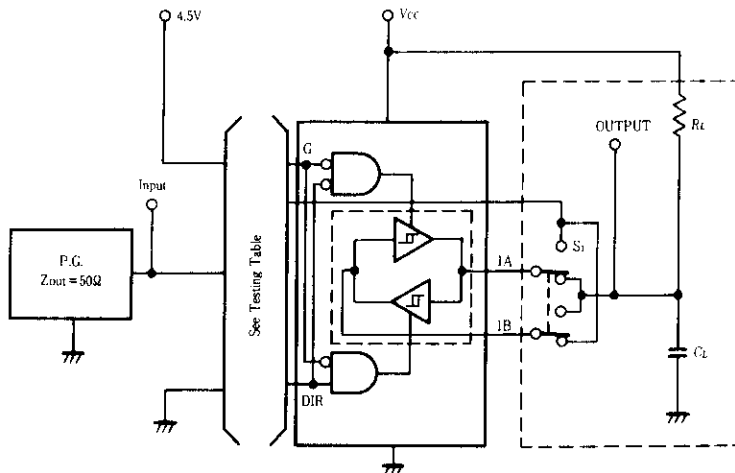 4.5V
Vcc
G
OUTPUT
RL
Input
See Testing Table
P.G.
Zout = 50Ω
S1
1A
1B
DIR
CL